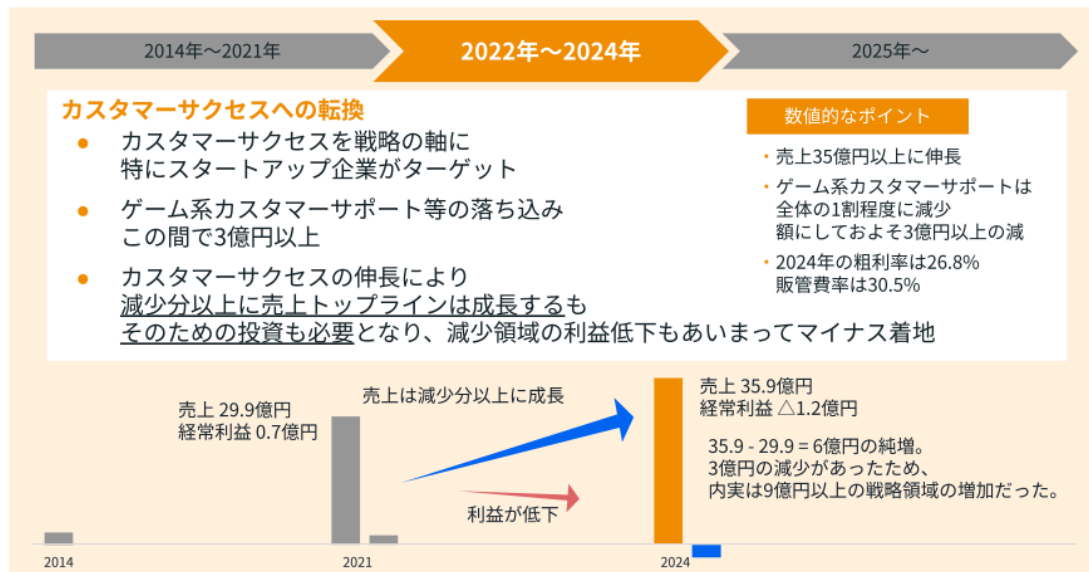 2014年～2021年
2022年～2024年
2025年～
カスタマーサクセスへの転換
● カスタマーサクセスを戦略の軸に
特にスタートアップ企業がターゲット
● ゲーム系カスタマーサポート等の落ち込み
この間で3億円以上
● カスタマーサクセスの伸長により
減少分以上に売上トップラインは成長するも
そのための投資も必要となり、減少領域の利益低下もあいまってマイナス着地
数値的なポイント
・売上35億円以上に伸長
・ゲーム系カスタマーサポートは
全体の1割程度に減少
額にしておよそ3億円以上の減
・2024年の粗利率は26.8%
販管費率は30.5%
売上 29.9億円
経常利益 0.7億円
売上は減少分以上に成長
利益が低下
売上 35.9億円
経常利益 △1.2億円
35.9 - 29.9 = 6億円の純増。
3億円の減少があったため、
内実は9億円以上の戦略領域の増加だった。
2014
2021
2024